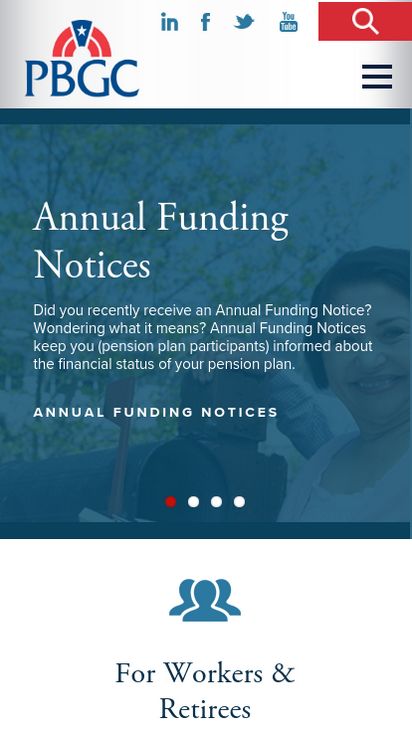 in f You Tube
PBGC
Annual Funding
Notices
Did you recently receive an Annual Funding Notice?
Wondering what it means? Annual Funding Notices
keep you (pension plan participants) informed about
the financial status of your pension plan.
ANNUAL FUNDING NOTICES
For Workers &
Retirees